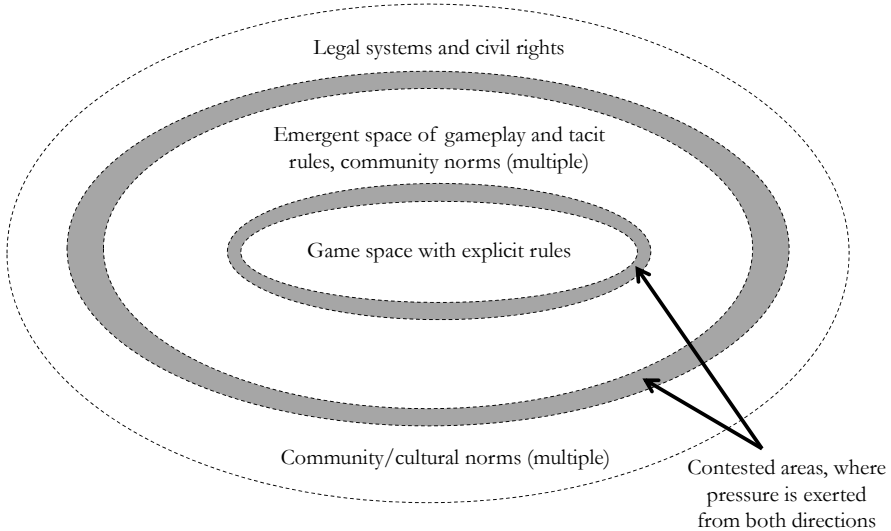 Legal systems and civil rights
Emergent space of gameplay and tacit
rules, community norms (multiple)
Game space with explicit rules
Community/cultural norms (multiple)
Contested areas, where
pressure is exerted
from both directions